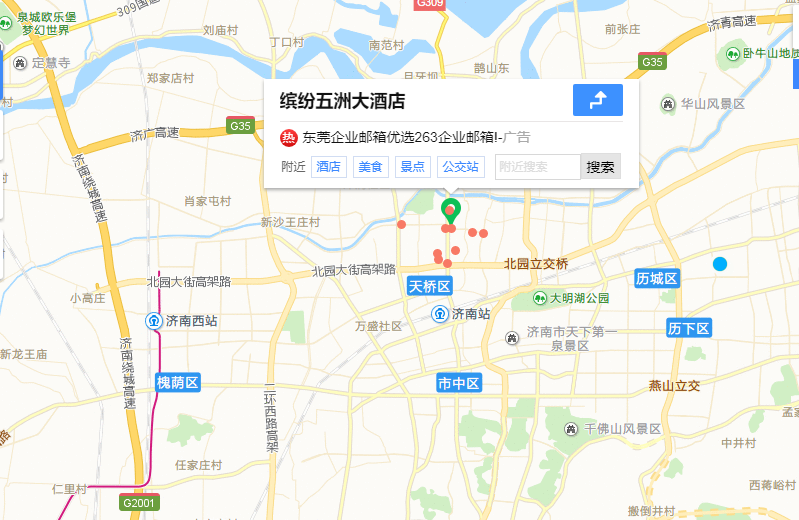 G309
309国道
泉城欧乐堡
梦幻世界
刘庙村
丁口村
南范村
前张庄
济青高速
定慧寺
G35
卧牛山地质
郑家店村
鹊山东
缤纷五洲大酒店
华山风景区
热 东莞企业邮箱优选263企业邮箱!-广告
附近 酒店 美食 景点 公交站 附近搜索 搜索
济广高速
G35
济南绕城高速
肖家屯村
新沙王庄村
北园大街高架路
北园大街高架路
北园立交桥
历城区
天桥区
小高庄
大明湖公园
济南西站
济南站
万盛社区
历下区
济南市天下第一
泉景区
新龙王庙
济南绕城高速
槐荫区
市中区
燕山立交
二环西路高架
千佛山风景区
中井村
任家庄村
仁里村
西蒋峪村
G2001
搬倒井村